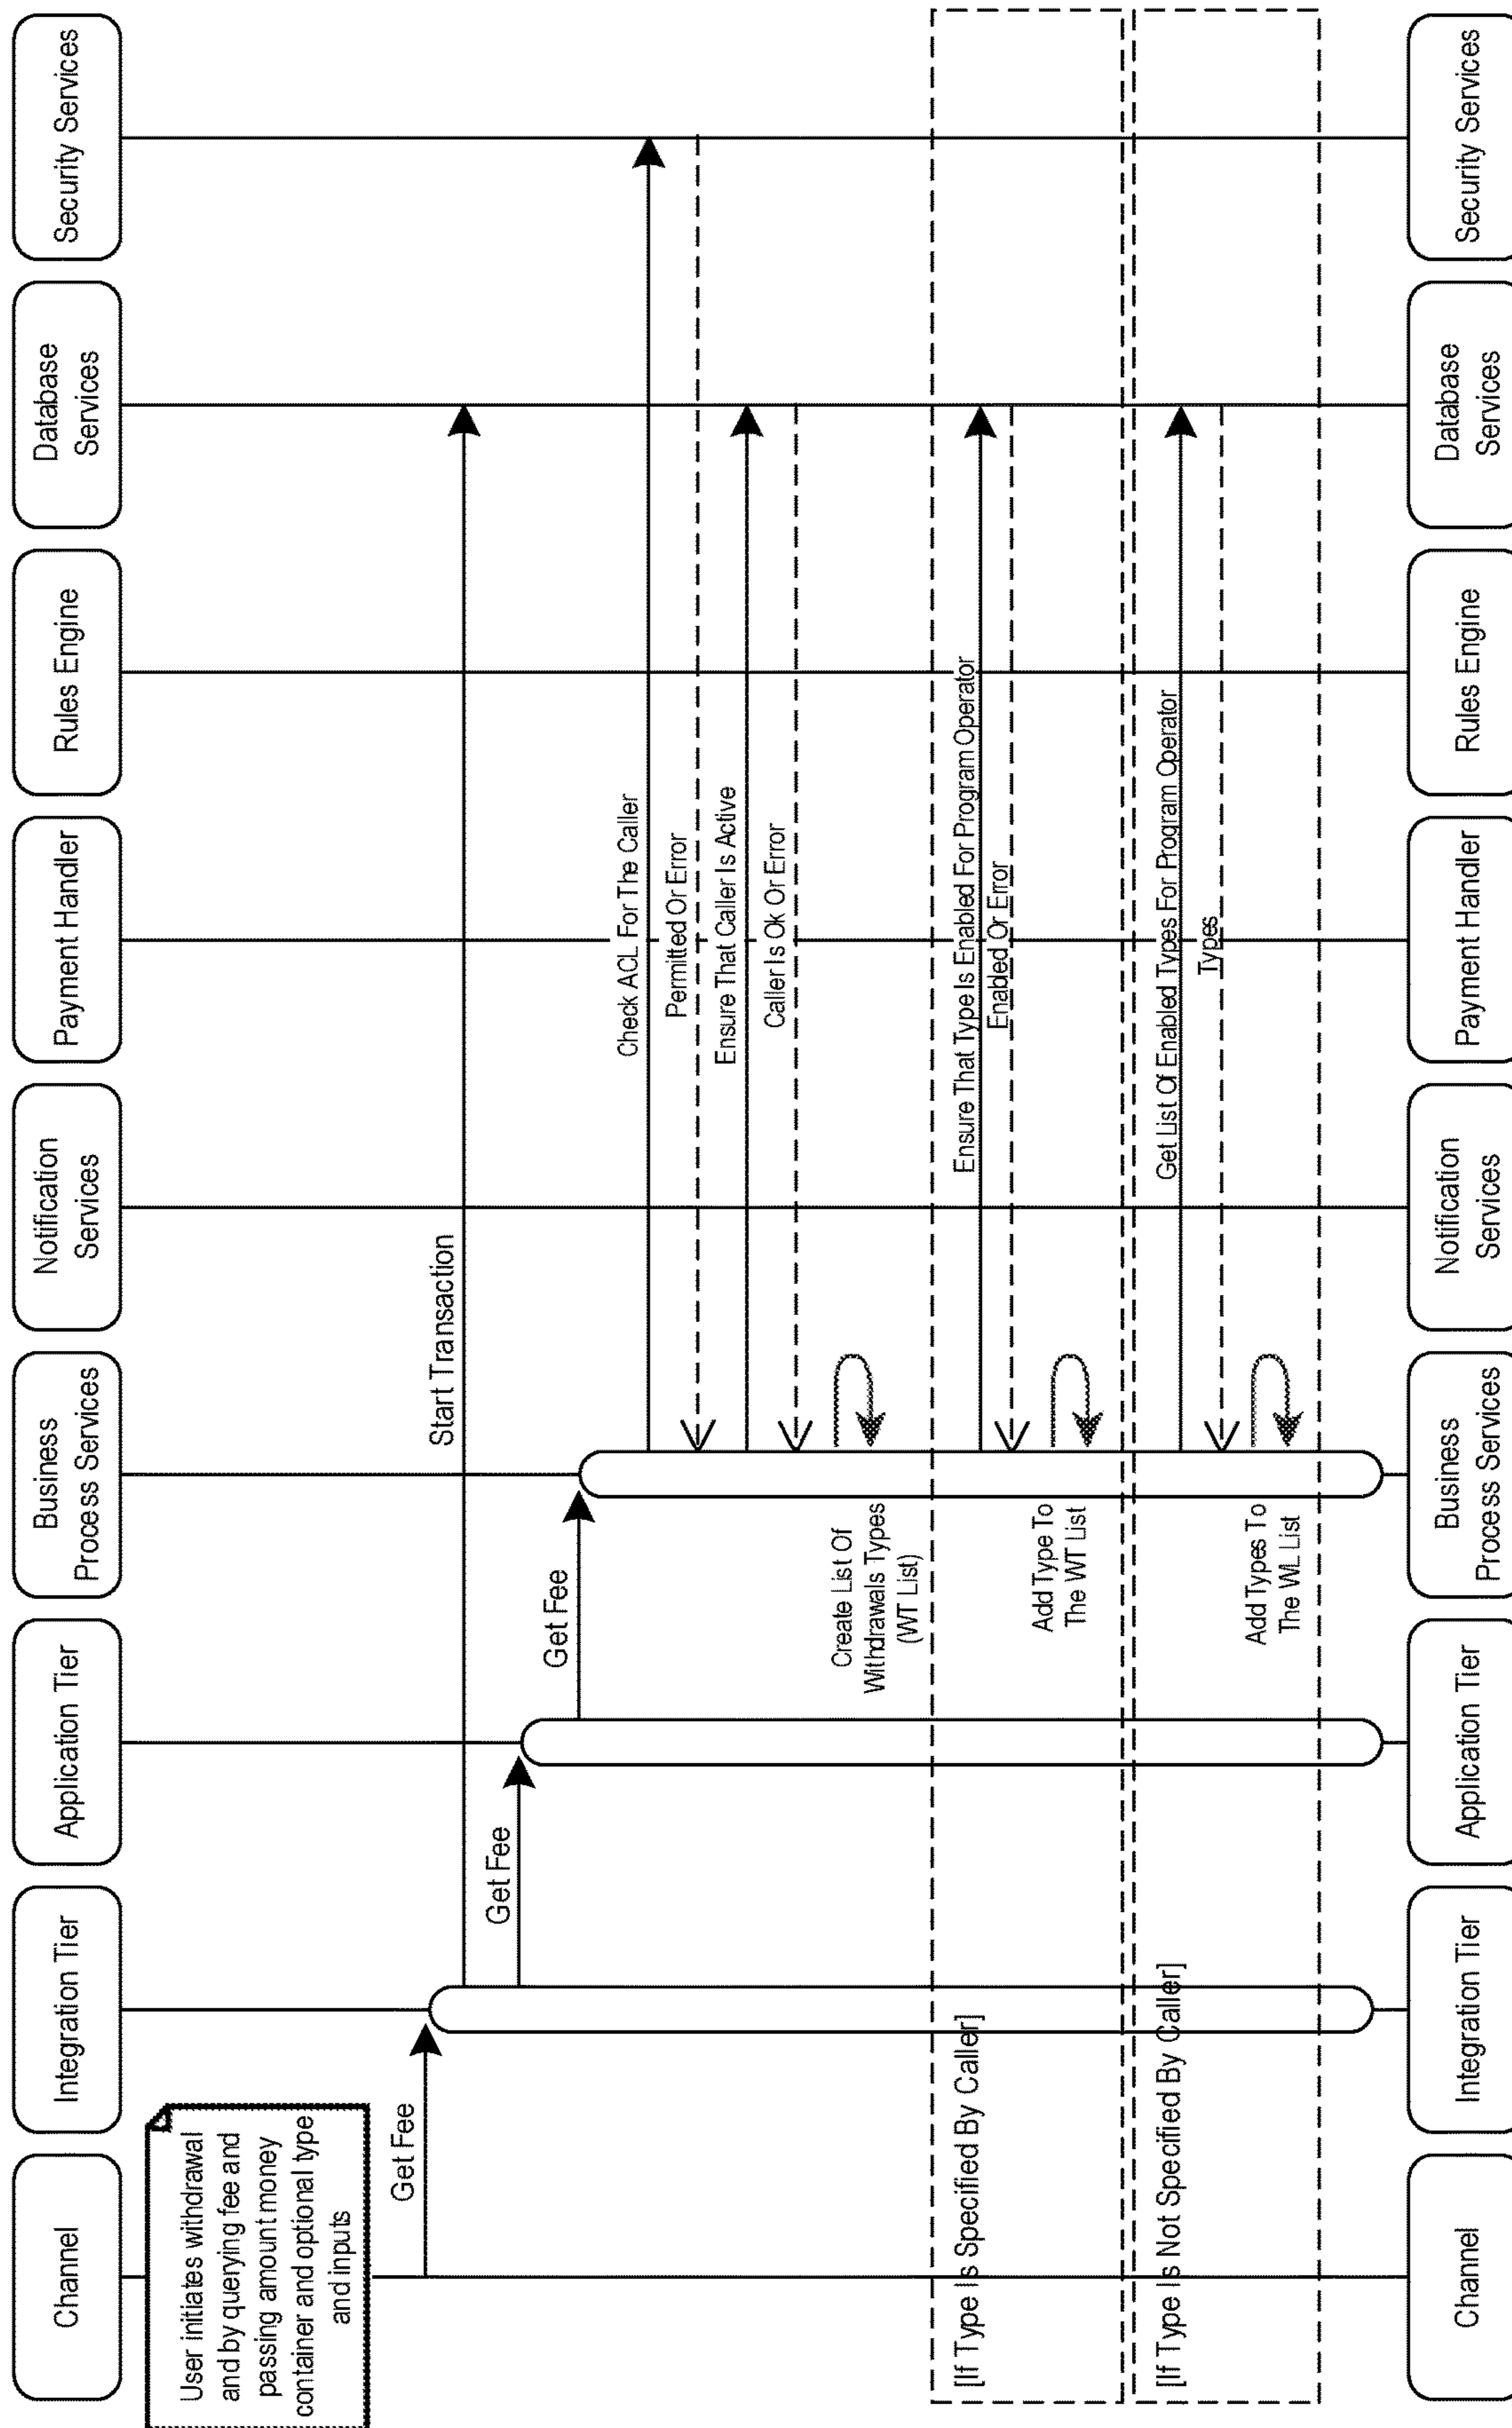 Channel
Integration Tier
Application Tier
Business
Process Services
Notification
Services
Payment Handler
Rules Engine
Database
Services
Security Services
User initiates withdrawal
and by querying fee and
passing amount money
container and optional type
and inputs
Get Fee
Start Transaction
Get Fee
Get Fee
Check ACL For The Caller
Permitted Or Error
Ensure That Caller Is Active
Caller Is Ok Or Error
Create List Of
Withdrawals Types
(WT List)
[If Type Is Specified By Caller]
Ensure That Type Is Enabled For Program Operator
Enabled Or Error
Add Type To
The WT List
[If Type Is Not Specified By Caller]
Get List Of Enabled Types For Program Operator
Types
Add Types To
The WL List
Channel
Integration Tier
Application Tier
Business
Process Services
Notification
Services
Payment Handler
Rules Engine
Database
Services
Security Services